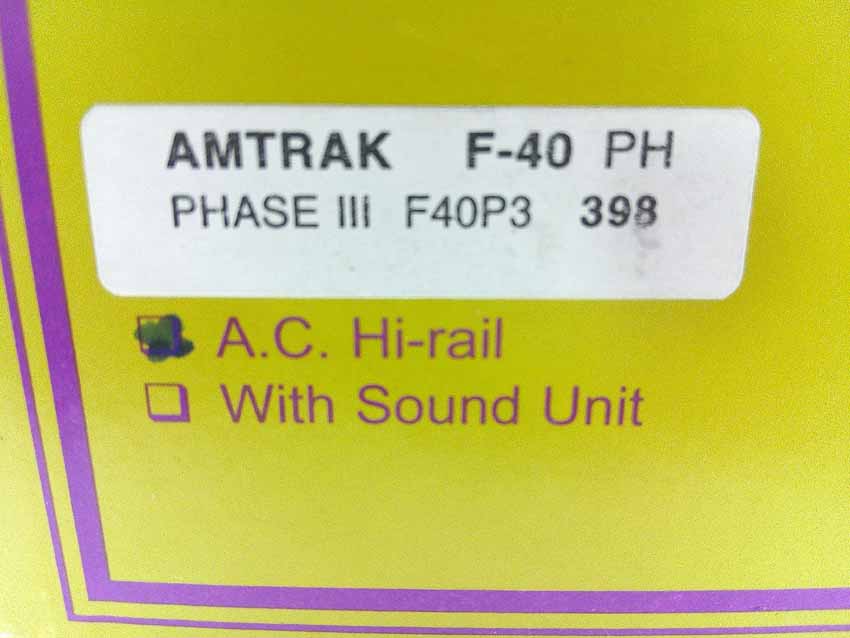 AMTRAK F-40 PH
PHASE III F40P3 398
A.C. Hi-rail
With Sound Unit